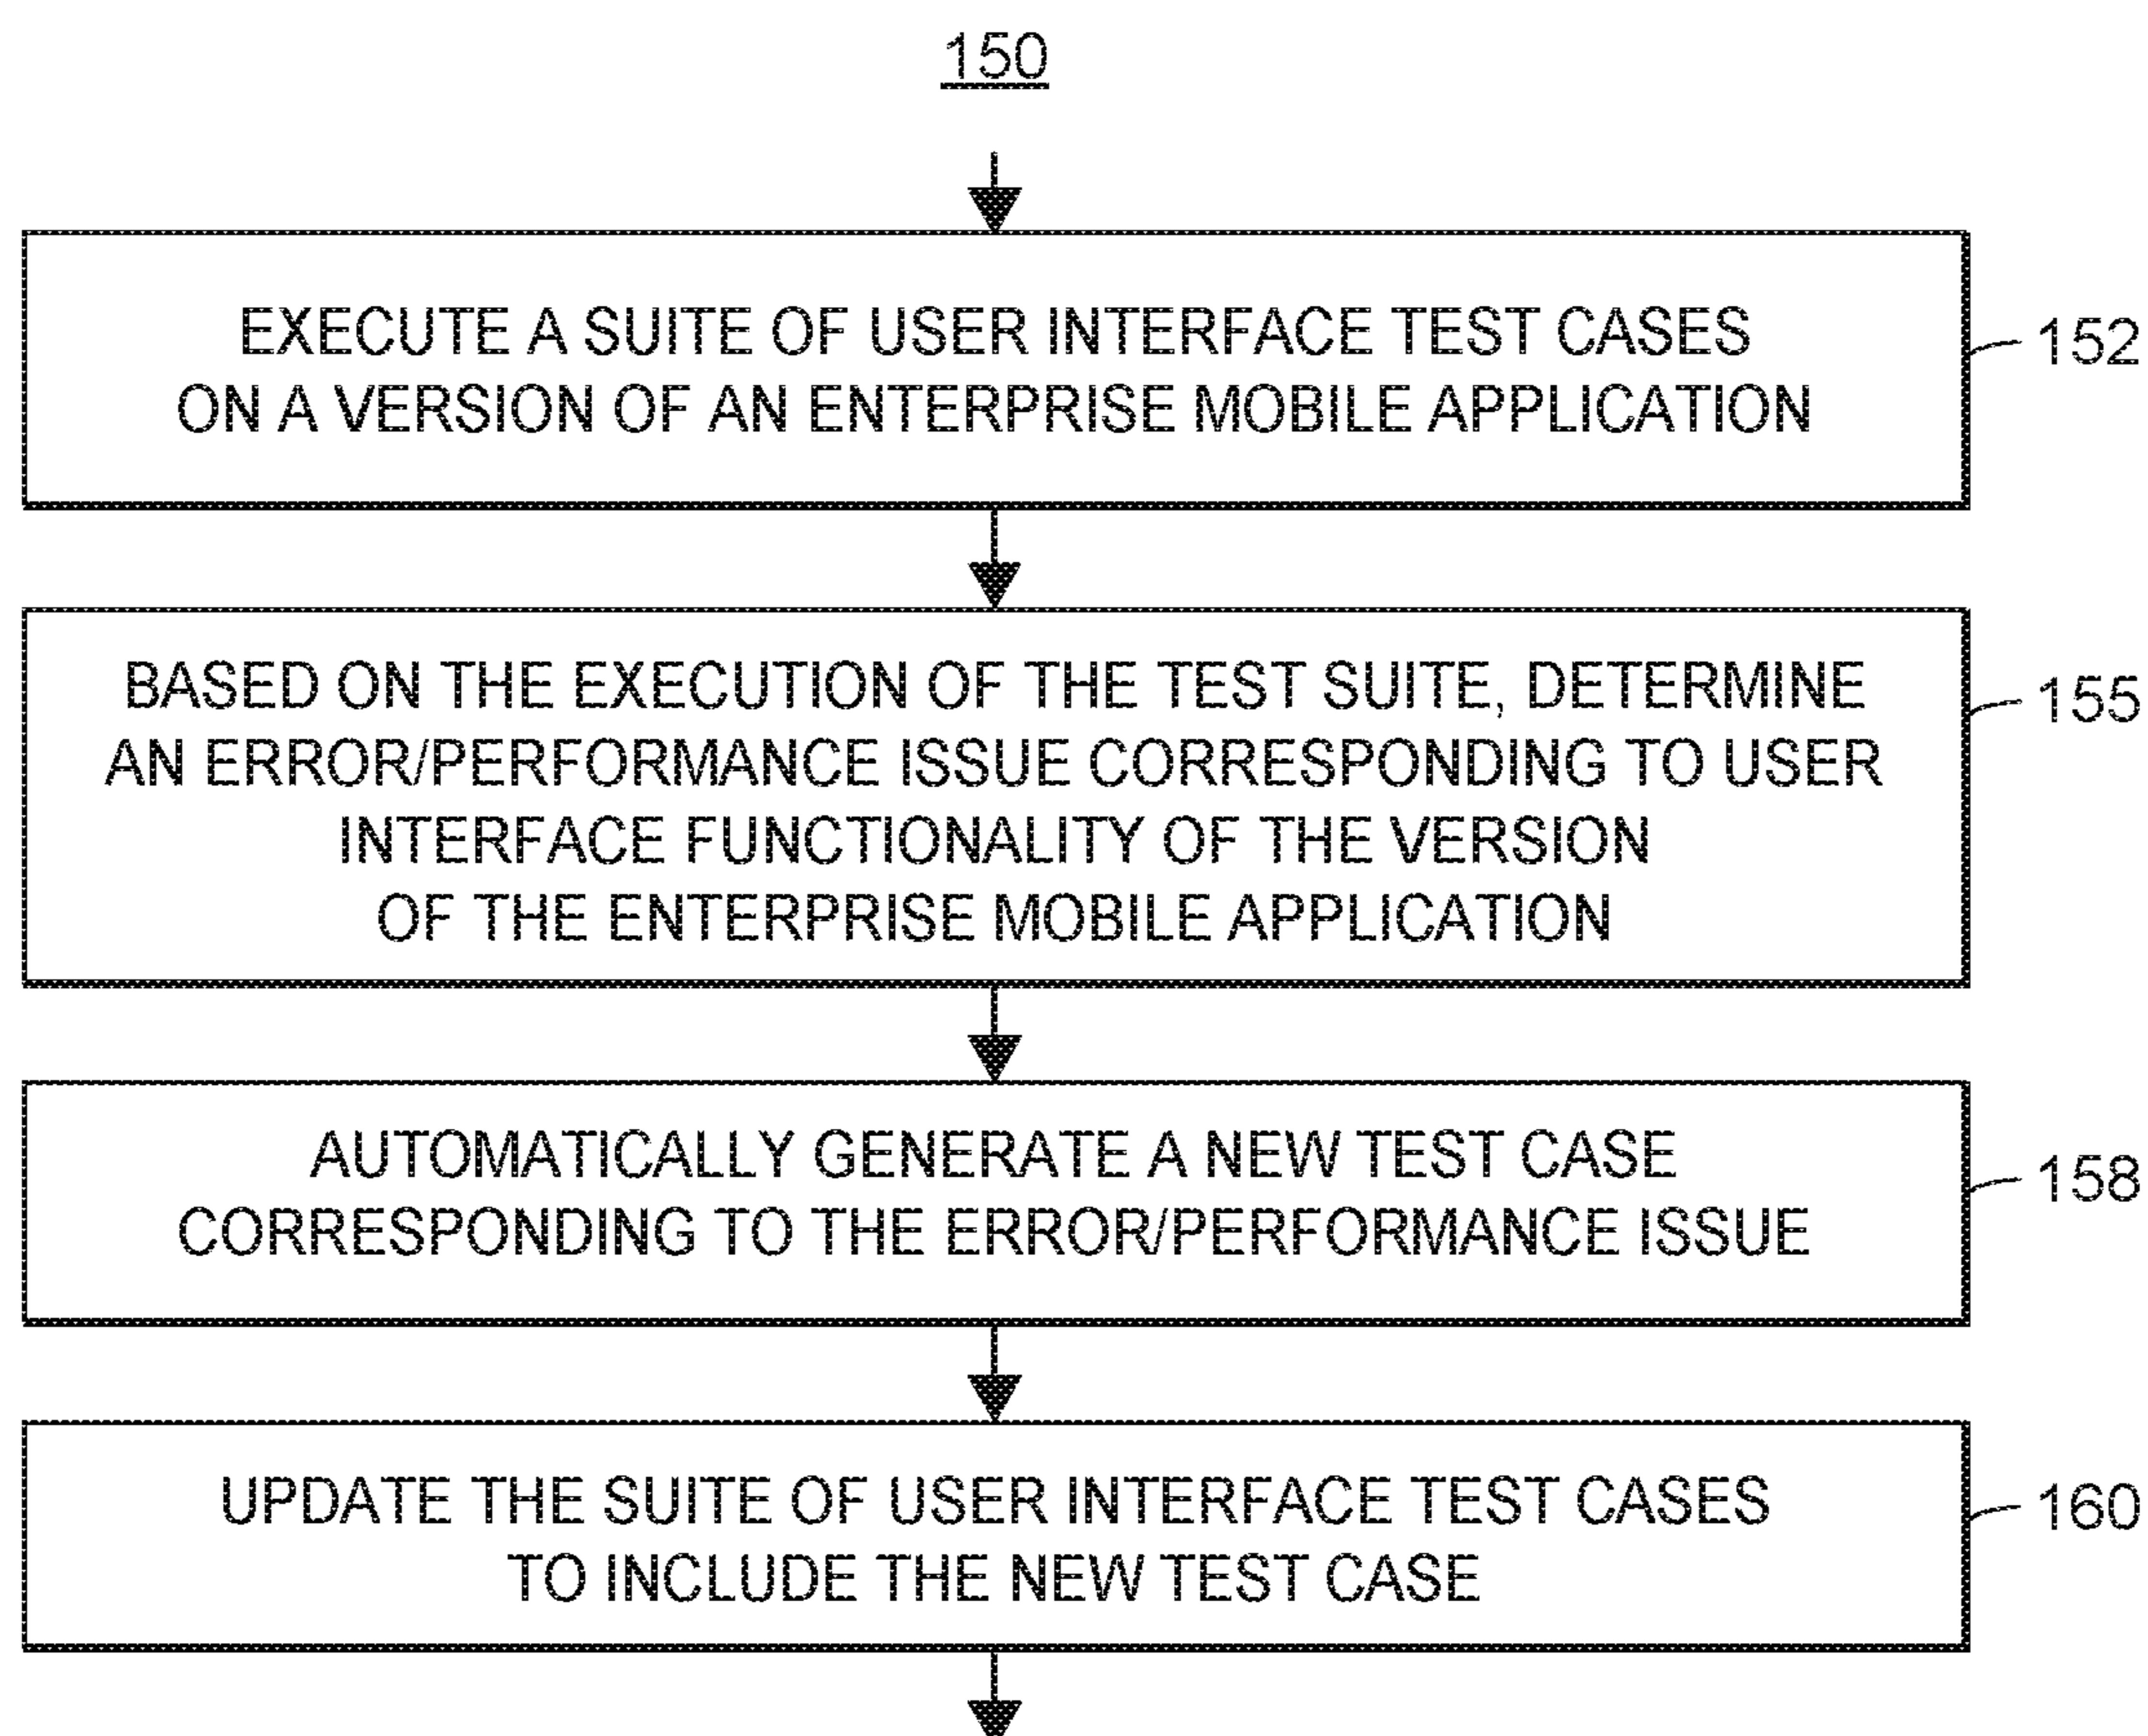 150
EXECUTE A SUITE OF USER INTERFACE TEST CASES
ON A VERSION OF AN ENTERPRISE MOBILE APPLICATION
152
BASED ON THE EXECUTION OF THE TEST SUITE, DETERMINE
AN ERROR/PERFORMANCE ISSUE CORRESPONDING TO USER
INTERFACE FUNCTIONALITY OF THE VERSION
OF THE ENTERPRISE MOBILE APPLICATION
155
AUTOMATICALLY GENERATE A NEW TEST CASE
CORRESPONDING TO THE ERROR/PERFORMANCE ISSUE
158
UPDATE THE SUITE OF USER INTERFACE TEST CASES
TO INCLUDE THE NEW TEST CASE
160